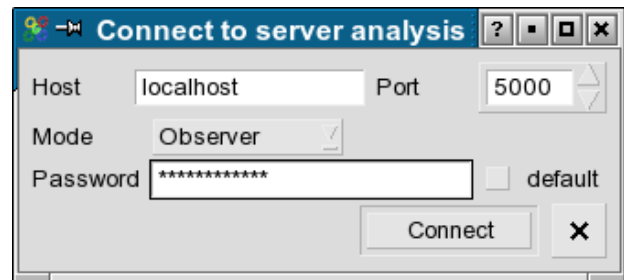 Connect to server analysis ?
Host localhost Port 5000
Mode Observer
Password ************ default
Connect